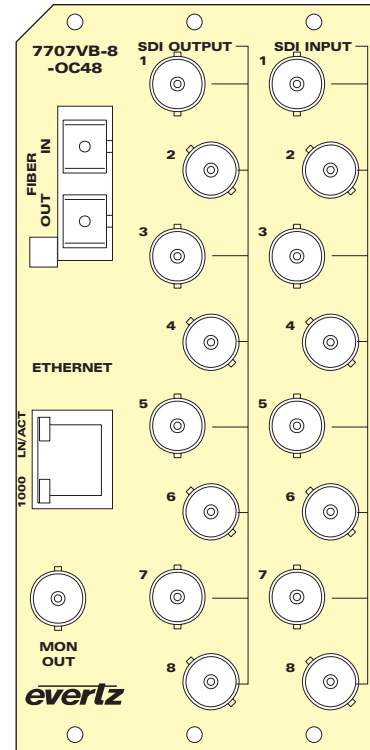 7707VB-8
-OC48
SDI OUTPUT
SDI INPUT
1
2
3
4
5
6
7
8
1
2
3
4
5
6
7
8
FIBER
IN
OUT
ETHERNET
LN/ACT
1000
MON
OUT
evertz